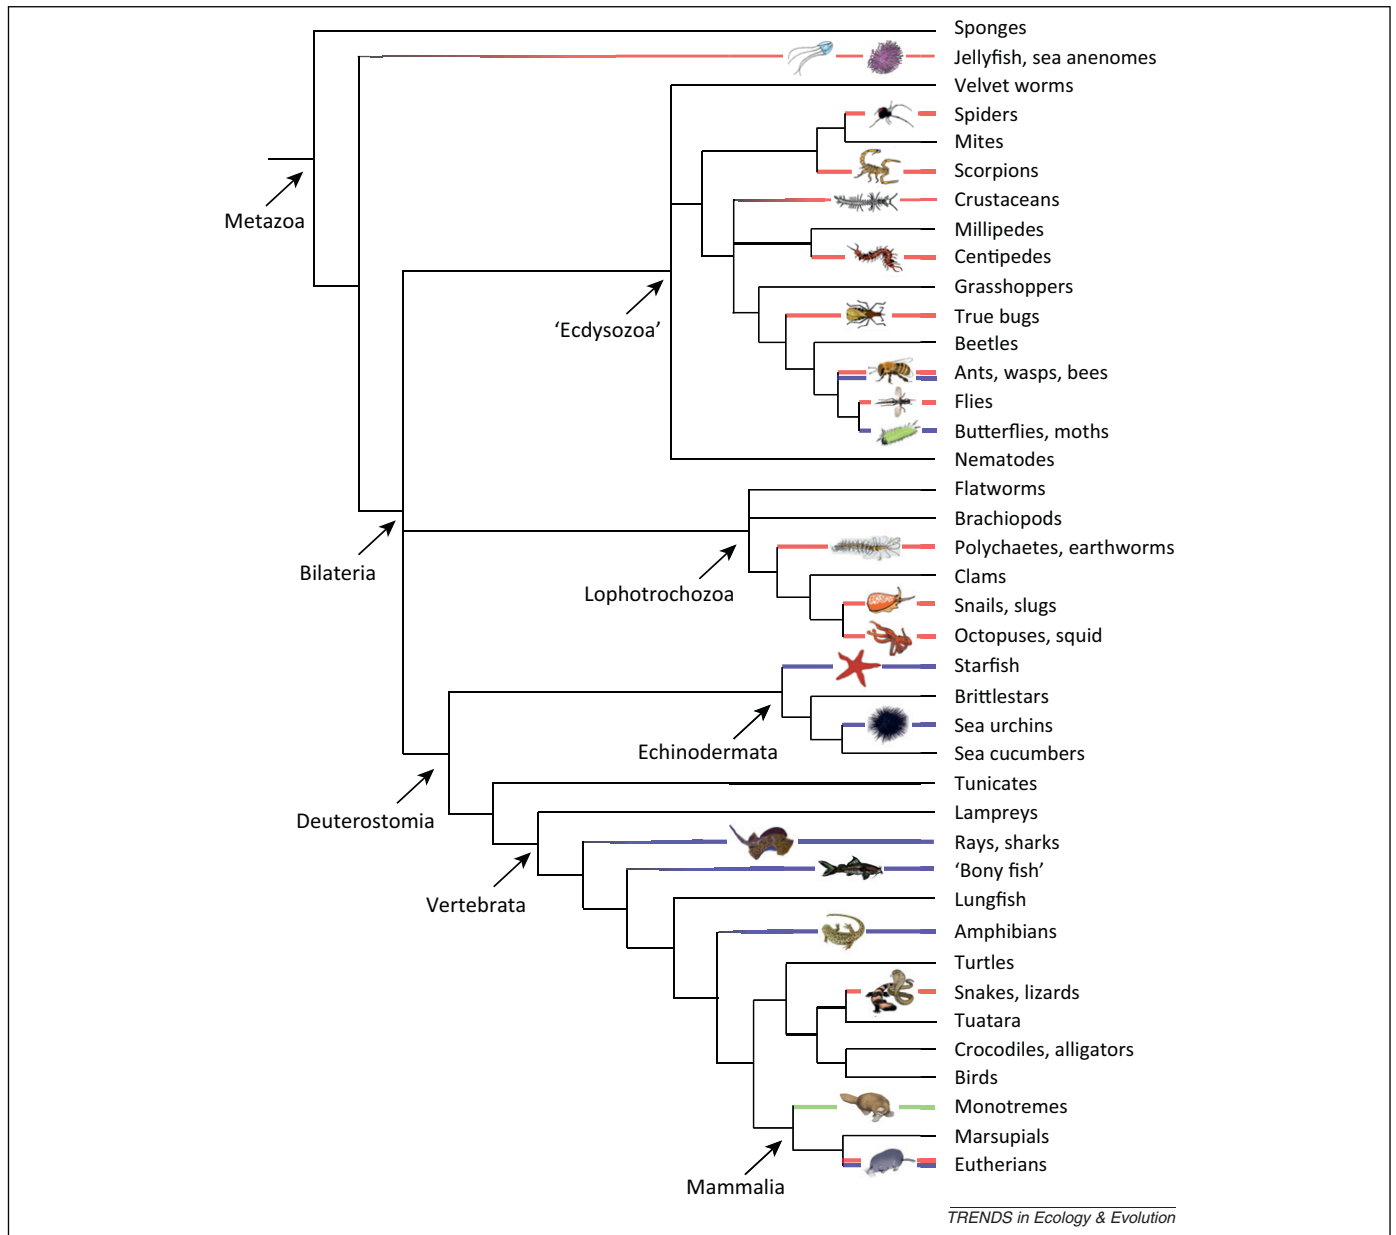 Sponges
Jellyfish, sea anenomes
Velvet worms
Spiders
Mites
Scorpions
Crustaceans
Metazoa
Millipedes
Centipedes
Grasshoppers
True bugs
‘Ecdysozoa’
Beetles
Ants, wasps, bees
Flies
Butterflies, moths
Nematodes
Flatworms
Brachiopods
Polychaetes, earthworms
Bilateria
Clams
Lophotrochozoa
Snails, slugs
Octopuses, squid
Starfish
Brittlestars
Sea urchins
Echinodermata
Sea cucumbers
Tunicates
Lampreys
Deuterostomia
Rays, sharks
‘Bony fish’
Lungfish
Vertebrata
Amphibians
Turtles
Snakes, lizards
Tuatara
Crocodiles, alligators
Birds
Monotremes
Marsupials
Eutherians
Mammalia
TRENDS in Ecology & Evolution